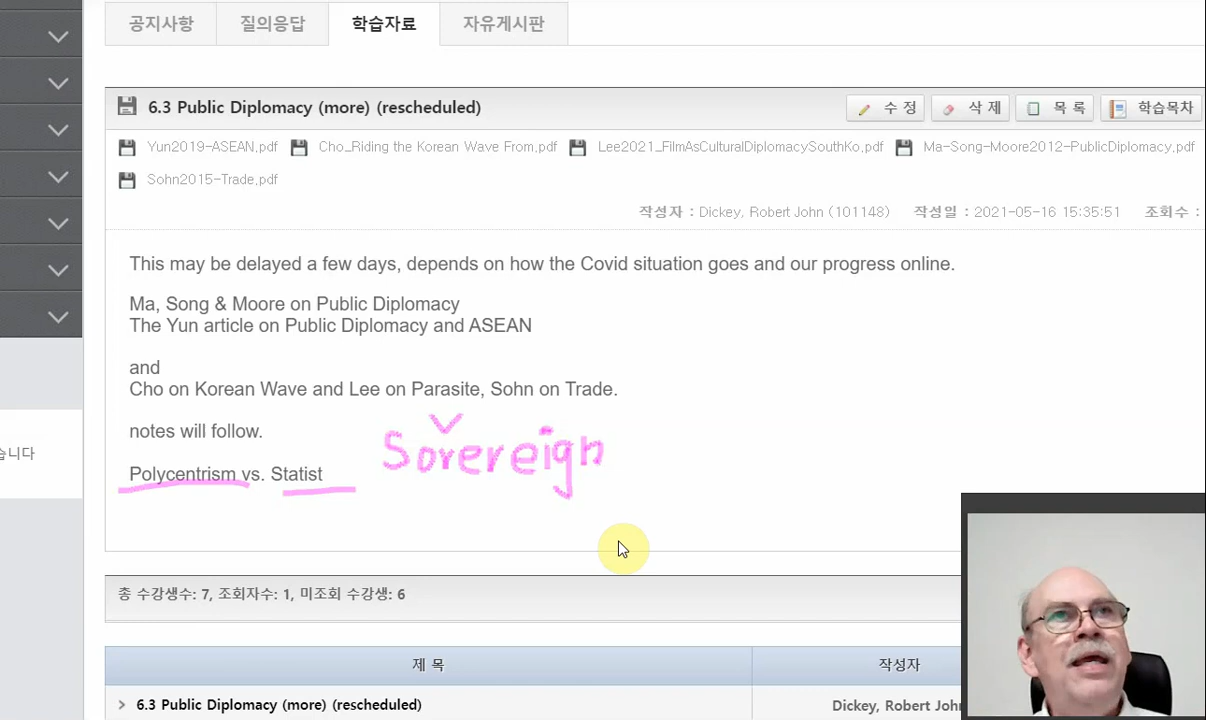 공지사항 질의응답 학습자료 자유게시판
6.3 Public Diplomacy (more) (rescheduled) 수 정 삭 제 목 록 학습목차
Yun2019-ASEAN.pdf Cho_Riding the Korean Wave From.pdf Lee2021_FilmAsCulturalDiplomacySouthKo.pdf Ma-Song-Moore2012-PublicDiplomacy.pdf
Sohn2015-Trade.pdf
작성자 : Dickey, Robert John (101148) 작성일 : 2021-05-16 15:35:51 조회수 :
This may be delayed a few days, depends on how the Covid situation goes and our progress online.
Ma, Song & Moore on Public Diplomacy
The Yun article on Public Diplomacy and ASEAN
and
Cho on Korean Wave and Lee on Parasite, Sohn on Trade.
notes will follow.
Sovereign
습니다
Polycentrism vs. Statist
총 수강생수: 7, 조회자수: 1, 미조회 수강생: 6
제 목 작성자
6.3 Public Diplomacy (more) (rescheduled) Dickey, Robert Joh